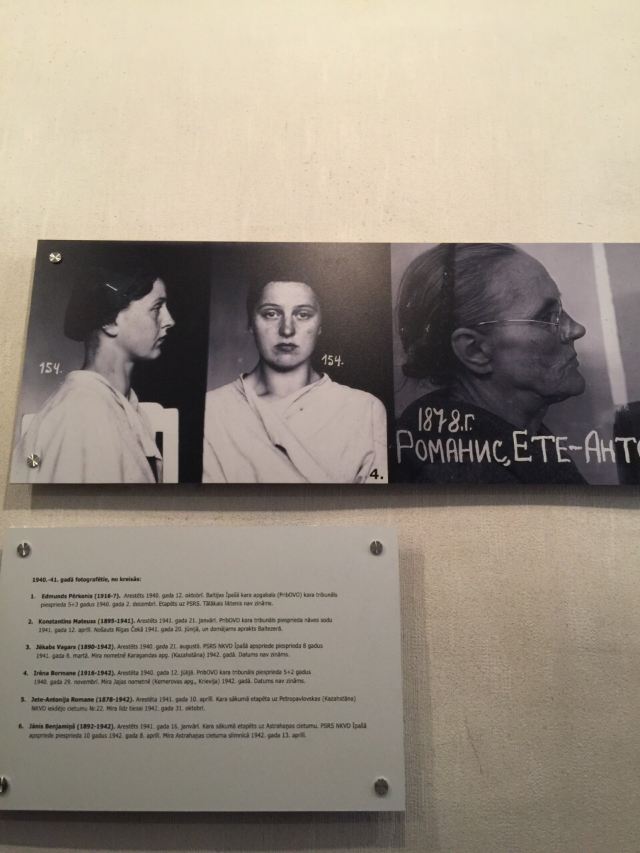 154.
154.
4.
1878.г.
Романис, Ете-Анто
1940.-41. gadā fotografētie, no kreisās:
1. Edmunds Pērkonis (1916-?). Arestēts 1940. gada 12. oktobrī. Baltijas Īpašā kara apgabala (PribOVO) kara tribunāls
piesprieda 5+3 gadus 1940. gada 2. decembrī. Etapēts uz PSRS. Tālākais liktenis nav zināms.
2. Konstantīns Mateuss (1895-1941). Arestēts 1941. gada 21. janvārī. PribOVO kara tribunāls piesprieda nāves sodu
1941. gada 12. aprīlī. Nošauts Rīgas Čekā 1941. gada 20. jūnijā, un domājams aprakts Baltezerā.
3. Jēkabs Vagars (1890-1942). Arestēts 1940. gada 21. augustā. PSRS NKVD Īpašā apspriede piesprieda 8 gadus
1941. gada 8. martā. Mira nometnē Karagandas apg. (Kazahstāna) 1942. gadā. Datums nav zināms.
4. Irēna Bormane (1916-1942). Arestēta 1940. gada 12. jūlijā. PribOVO kara tribunāls piesprieda 5+2 gadus
1940. gada 29. novembrī. Mira Jajas nometnē (Kemerovas apg., Krievija) 1942. gadā. Datums nav zināms.
5. Jete-Antonija Romane (1878-1942). Arestēta 1941. gada 10. aprīlī. Kara sākumā etapēta uz Petropavlovskas (Kazahstāna)
NKVD iekšējo cietumu Nr.22. Mira līdz tiesai 1942. gada 31. oktobrī.
6. Jānis Benjamiņš (1892-1942). Arestēts 1941. gada 16. janvārī. Kara sākumā etapēts uz Astrahaņas cietumu. PSRS NKVD Īpašā
apspriede piesprieda 10 gadus 1942. gada 8. aprīlī. Mira Astrahaņas cietuma slimnīcā 1942. gada 13. aprīlī.